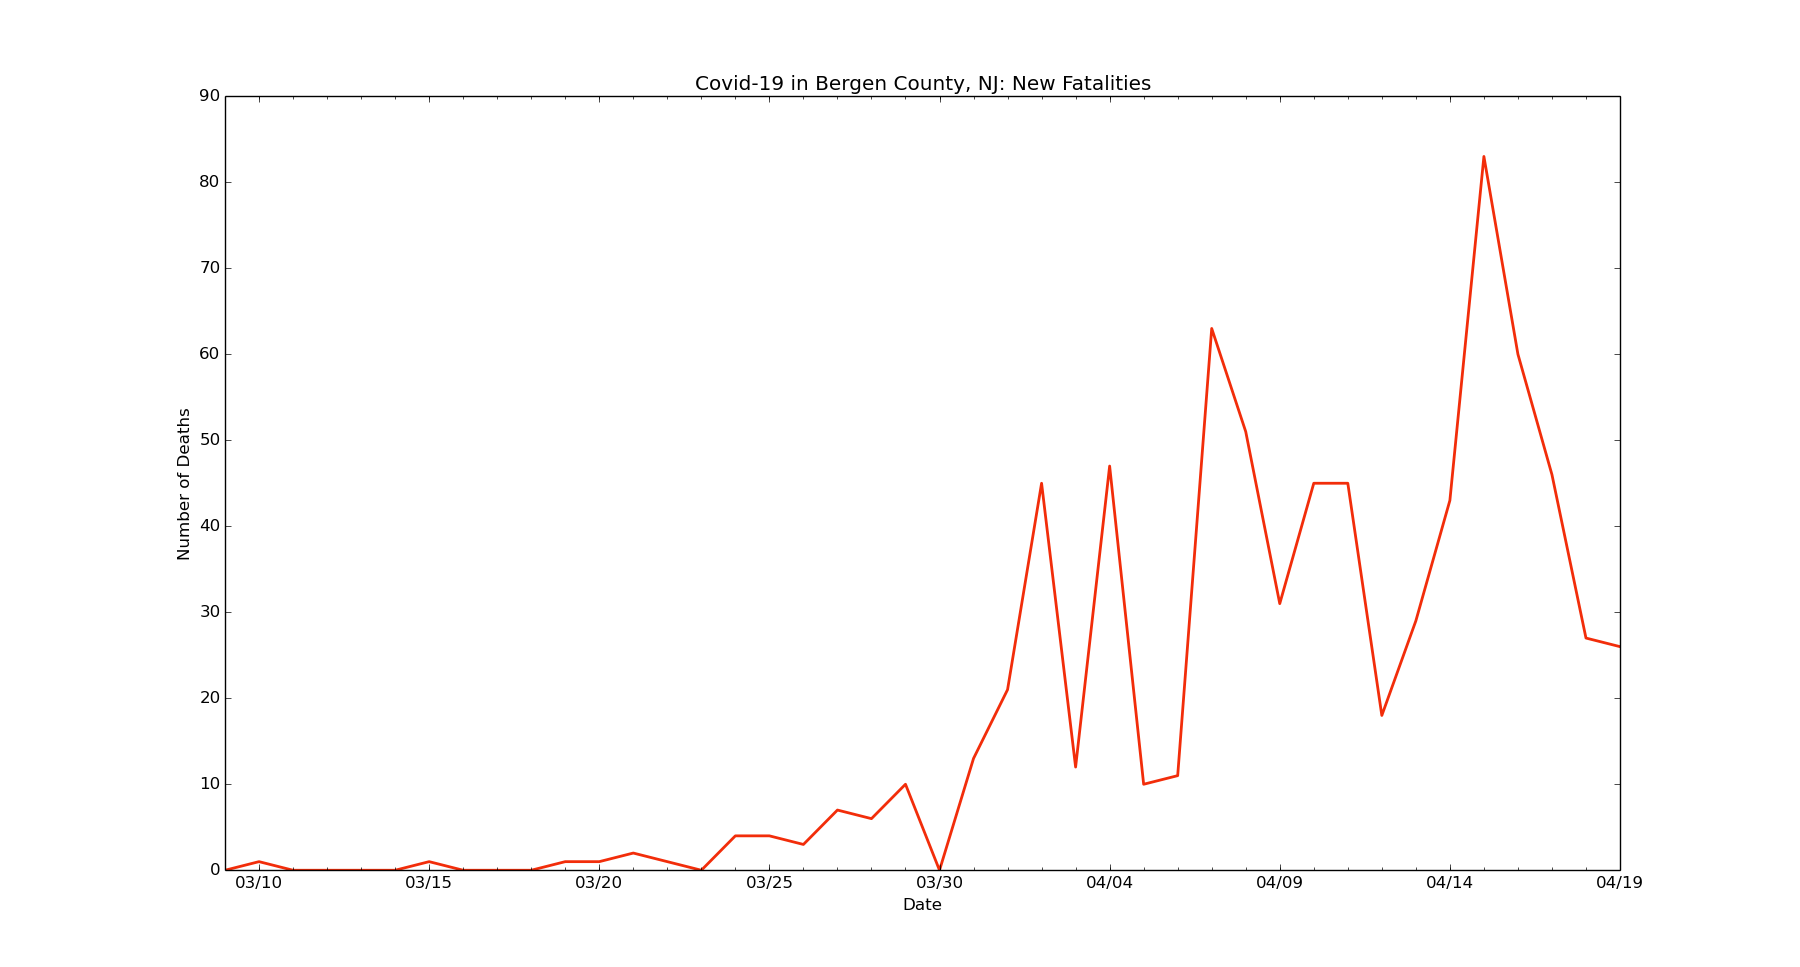 Covid-19 in Bergen County, NJ: New Fatalities
90
80
70
60
50
40
30
20
10
0
Number of Deaths
03/10 03/15 03/20 03/25 03/30 04/04 04/09 04/14 04/19
Date